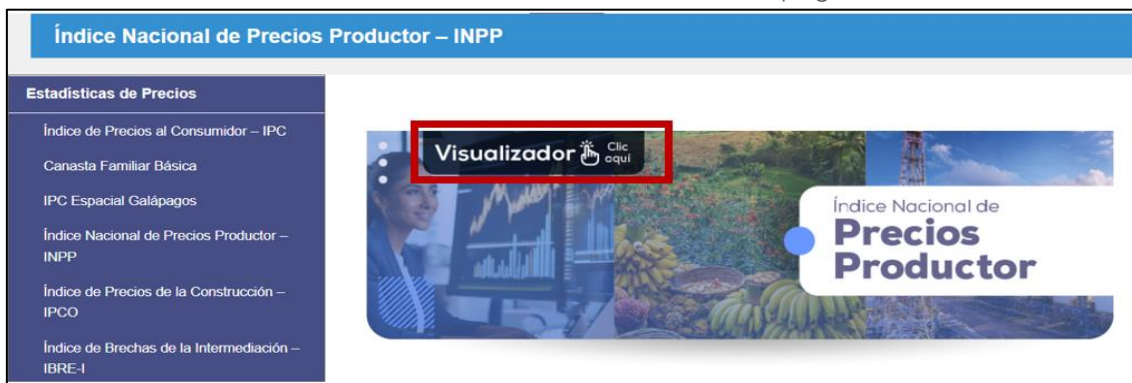 Índice Nacional de Precios Productor – INPP
Estadísticas de Precios
Índice de Precios al Consumidor – IPC
Canasta Familiar Básica
IPC Espacial Galápagos
Índice Nacional de Precios Productor –
INPP
Índice de Precios de la Construcción –
IPCO
Índice de Brechas de la Intermediación –
IBRE-I
Visualizador Clic
aquí
Índice Nacional de
Precios
Productor